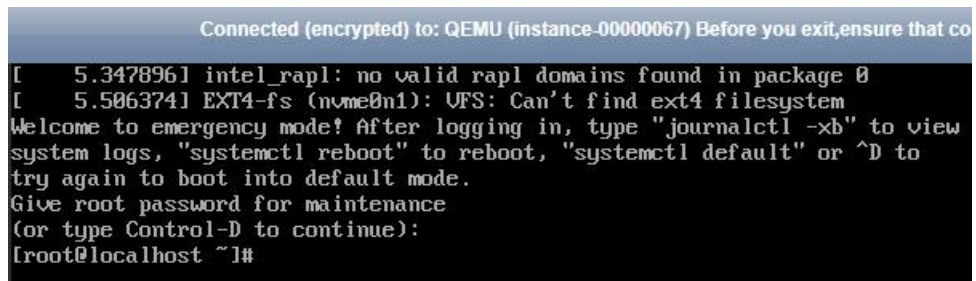 Connected (encrypted) to: QEMU (instance-00000067) Before you exit,ensure that co
[    5.347896] intel_rapl: no valid rapl domains found in package 0
[    5.506374] EXT4-fs (nvme0n1): VFS: Can't find ext4 filesystem
Welcome to emergency mode! After logging in, type "journalctl -xb" to view
system logs, "systemctl reboot" to reboot, "systemctl default" or ^D to
try again to boot into default mode.
Give root password for maintenance
(or type Control-D to continue):
[root@localhost ~]#